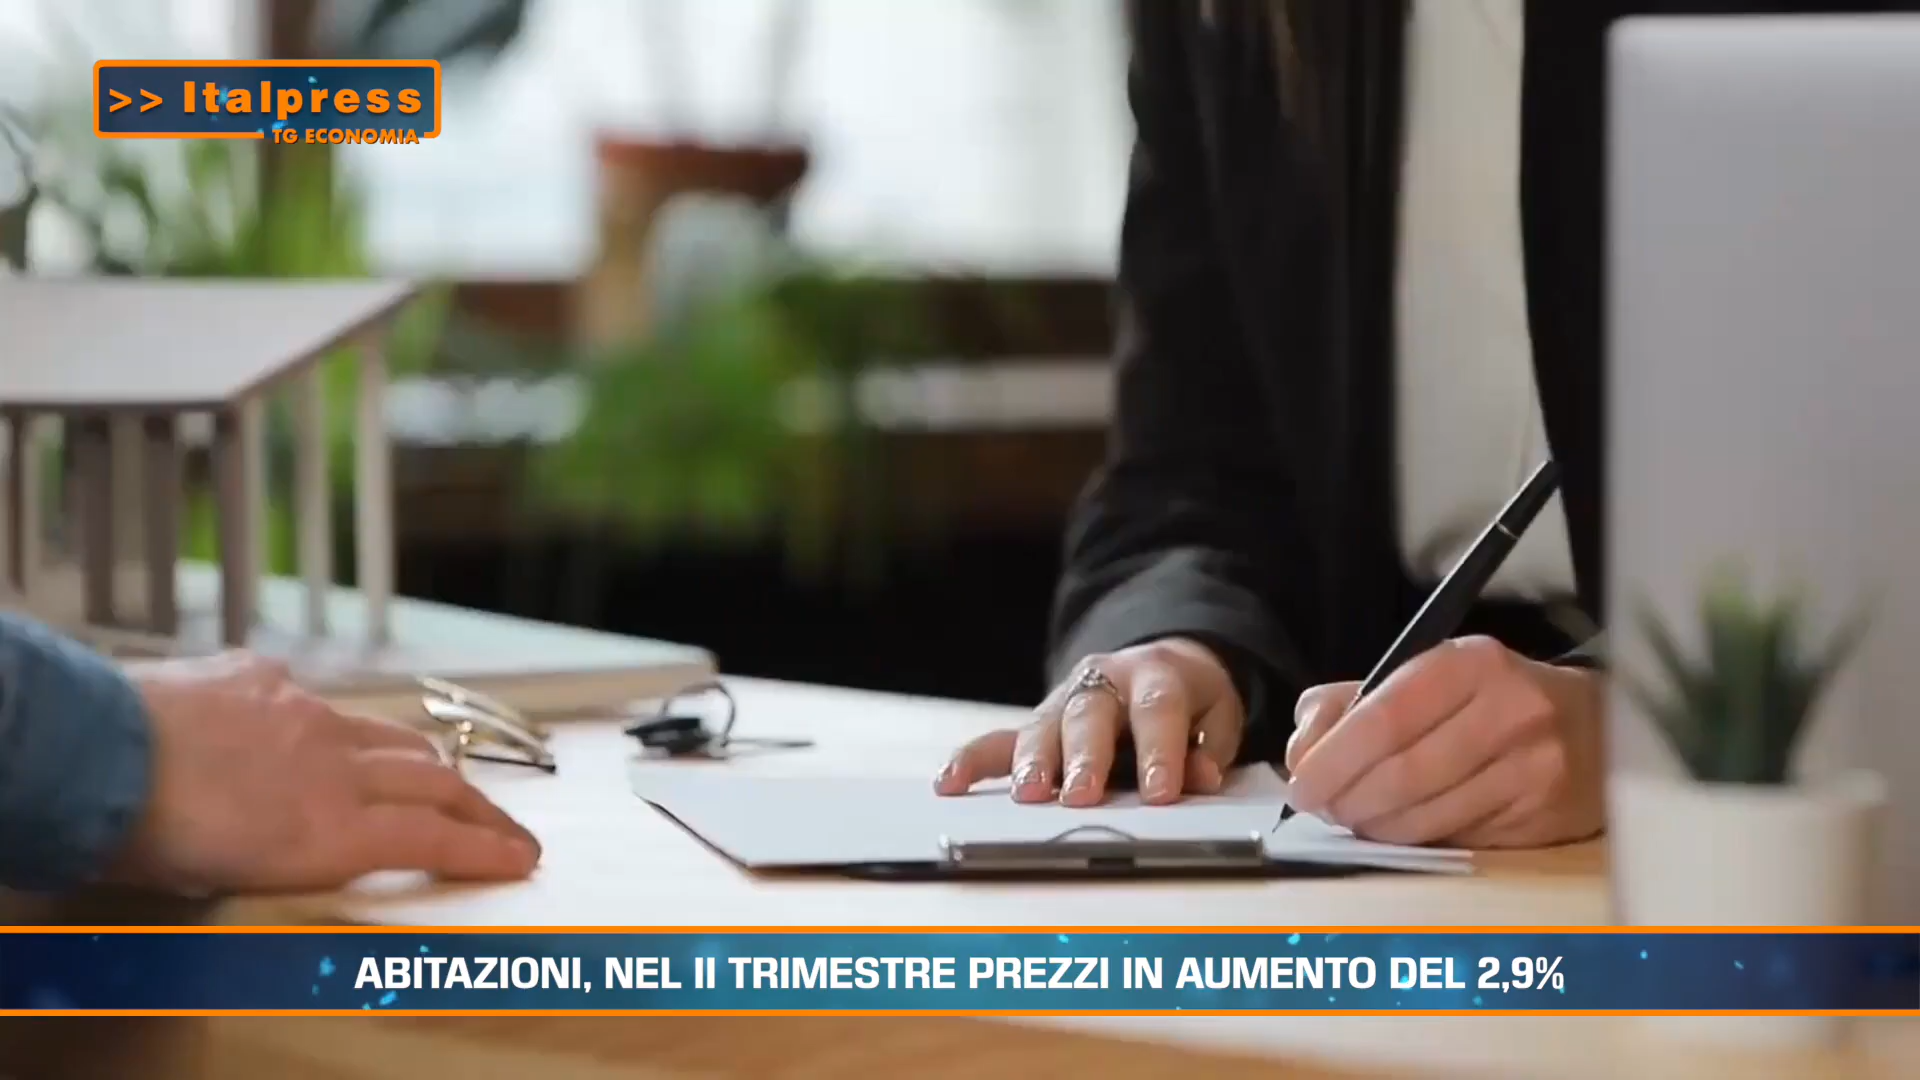 >> Italpress
TG ECONOMIA
ABITAZIONI, NEL II TRIMESTRE PREZZI IN AUMENTO DEL 2,9%